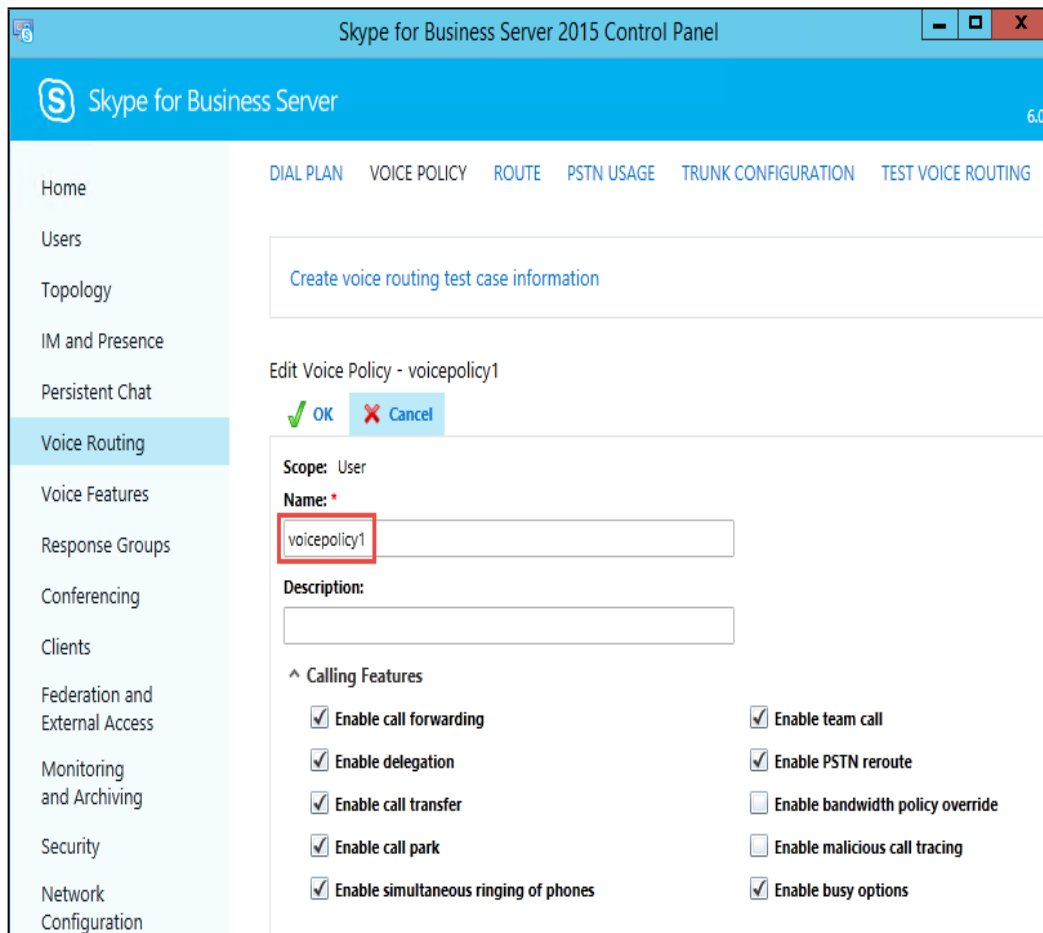 Skype for Business Server 2015 Control Panel
Skype for Business Server
6.0
Home
Users
Topology
IM and Presence
Persistent Chat
Voice Routing
Voice Features
Response Groups
Conferencing
Clients
Federation and
External Access
Monitoring
and Archiving
Security
Network
Configuration
DIAL PLAN VOICE POLICY ROUTE PSTN USAGE TRUNK CONFIGURATION TEST VOICE ROUTING
Create voice routing test case information
Edit Voice Policy - voicepolicy1
OK Cancel
Scope: User
Name: *
voicepolicy1
Description:
Calling Features
Enable call forwarding Enable team call
Enable delegation Enable PSTN reroute
Enable call transfer Enable bandwidth policy override
Enable call park Enable malicious call tracing
Enable simultaneous ringing of phones Enable busy options